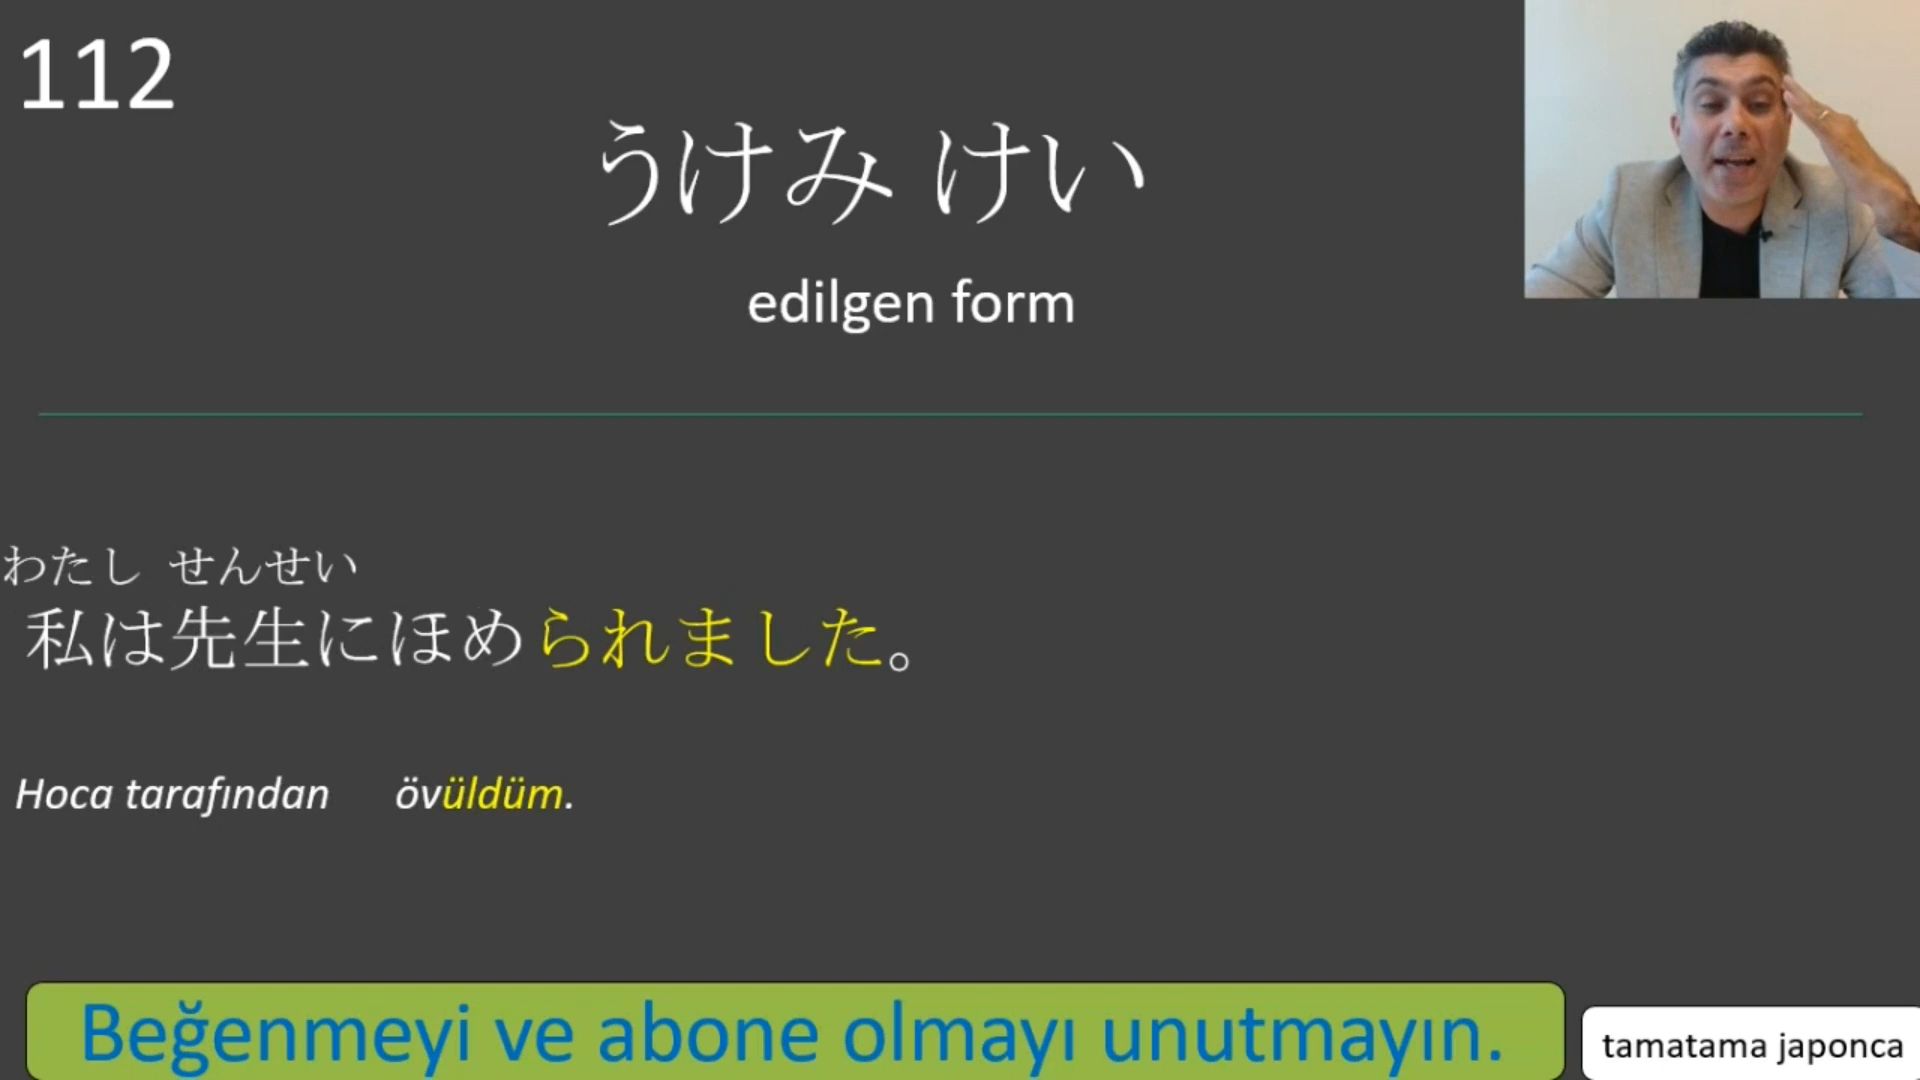 112
うけみ けい
edilgen form
わたし せんせい
私は先生にほめられました。
Hoca tarafından övüldüm.
Beğenmeyi ve abone olmayı unutmayın.
tamatama japonca